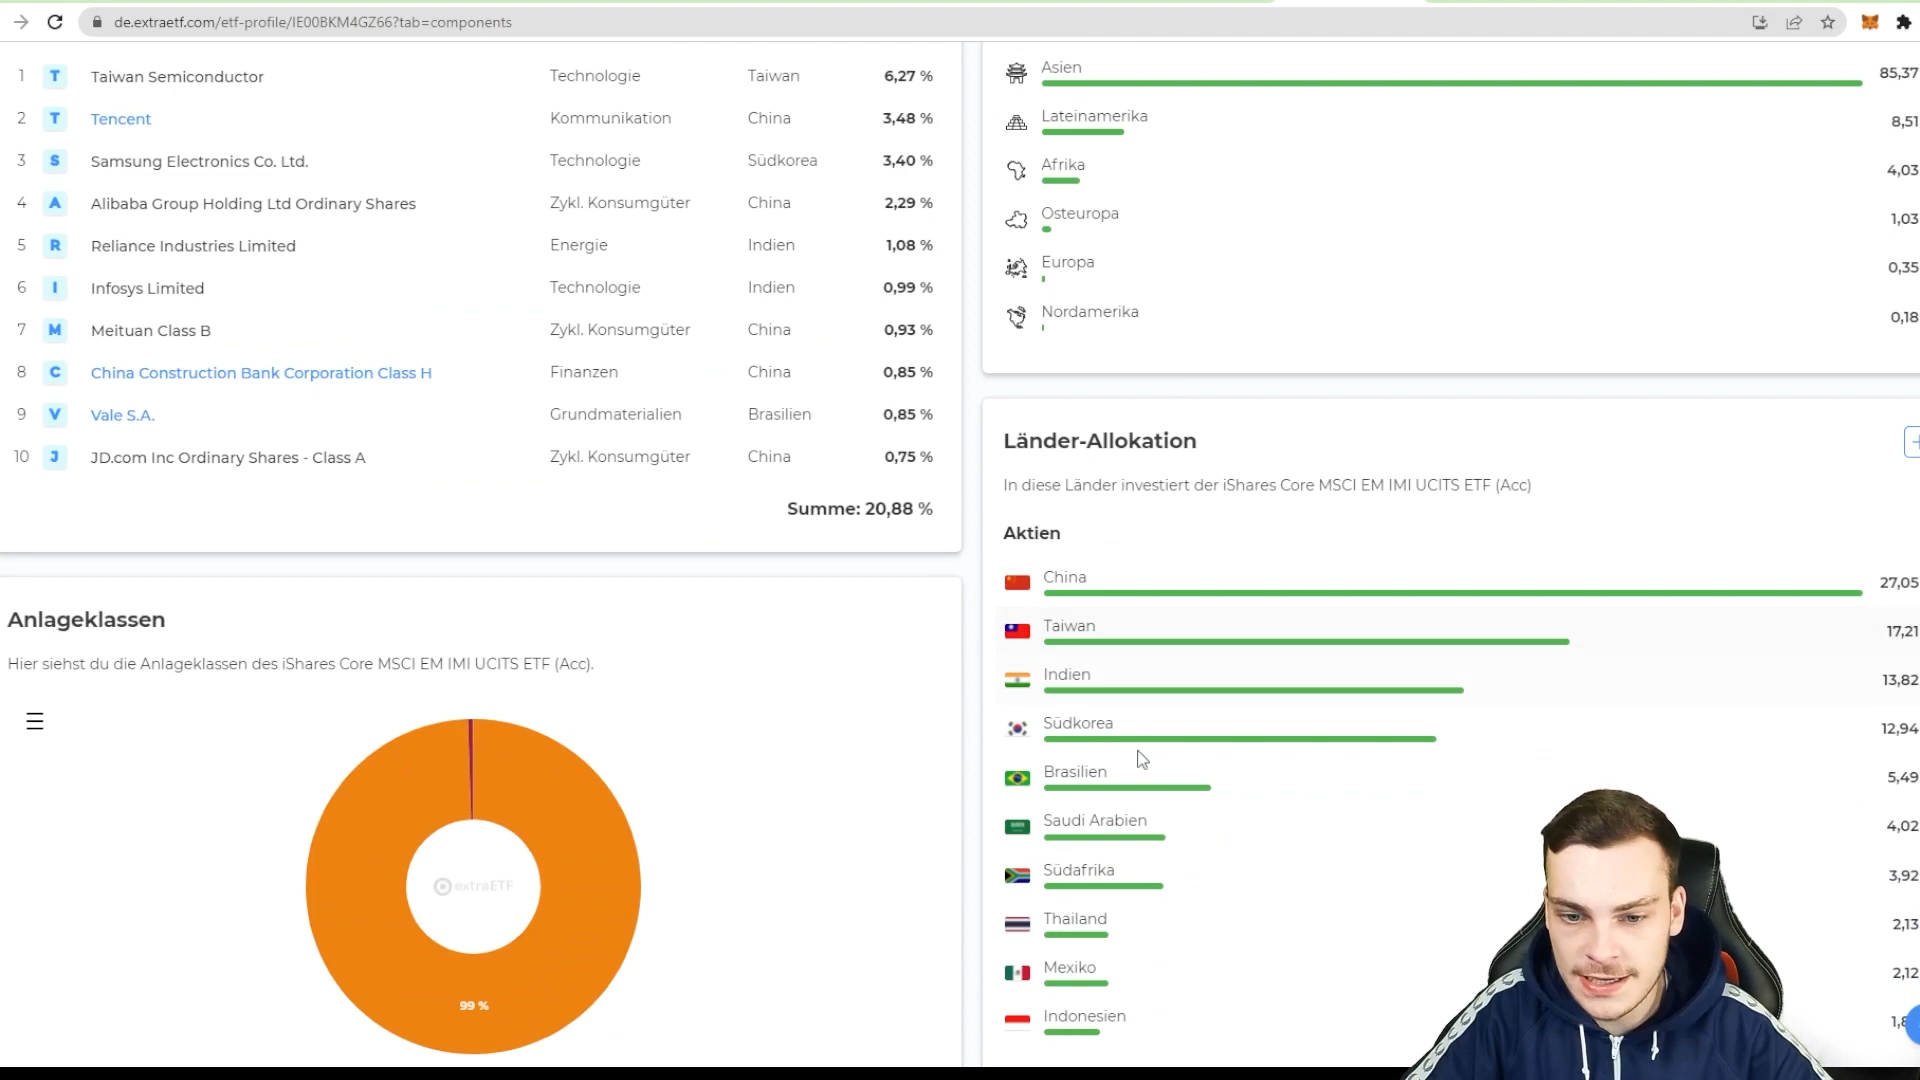 de.extraetf.com/etf-profile/IE00BKM4GZ66?tab=components
1 T Taiwan Semiconductor Technologie Taiwan 6,27 %
2 T Tencent Kommunikation China 3,48 %
3 S Samsung Electronics Co. Ltd. Technologie Südkorea 3,40 %
4 A Alibaba Group Holding Ltd Ordinary Shares Zykl. Konsumgüter China 2,29 %
5 R Reliance Industries Limited Energie Indien 1,08 %
6 I Infosys Limited Technologie Indien 0,99 %
7 M Meituan Class B Zykl. Konsumgüter China 0,93 %
8 C China Construction Bank Corporation Class H Finanzen China 0,85 %
9 V Vale S.A. Grundmaterialien Brasilien 0,85 %
10 J JD.com Inc Ordinary Shares - Class A Zykl. Konsumgüter China 0,75 %
Summe: 20,88 %
Anlageklassen
Hier siehst du die Anlageklassen des iShares Core MSCI EM IMI UCITS ETF (Acc).
extraETF
99 %
Asien 85,37
Lateinamerika 8,51
Afrika 4,03
Osteuropa 1,03
Europa 0,35
Nordamerika 0,18
Länder-Allokation
In diese Länder investiert der iShares Core MSCI EM IMI UCITS ETF (Acc)
Aktien
China 27,05
Taiwan 17,21
Indien 13,82
Südkorea 12,94
Brasilien 5,49
Saudi Arabien 4,02
Südafrika 3,92
Thailand 2,13
Mexiko 2,12
Indonesien